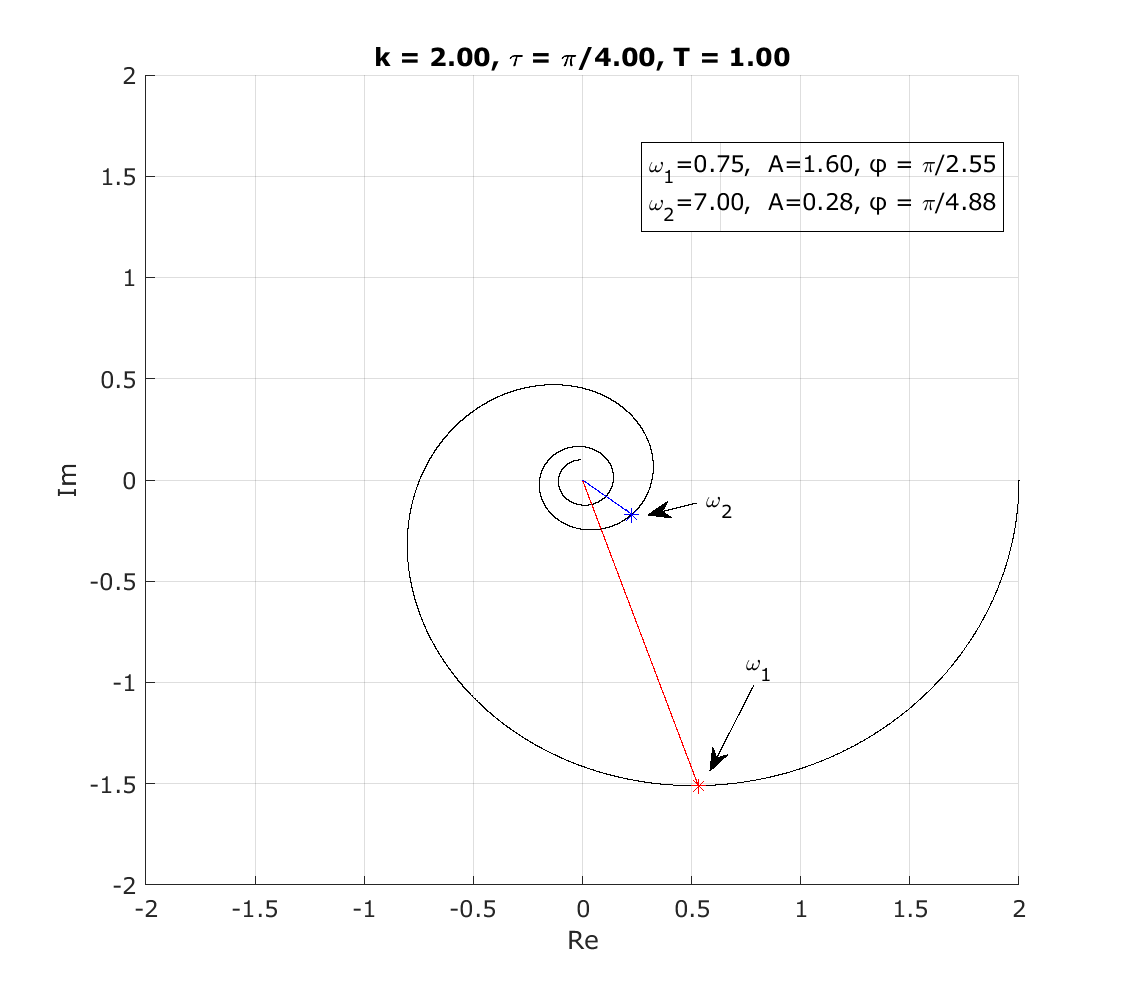 k = 2.00, τ = π/4.00, T = 1.00
2
1.5
1
0.5
0
-0.5
-1
-1.5
-2
Im
ω₁=0.75, A=1.60, φ = π/2.55
ω₂=7.00, A=0.28, φ = π/4.88
ω₂
ω₁
-2 -1.5 -1 -0.5 0 0.5 1 1.5 2
Re